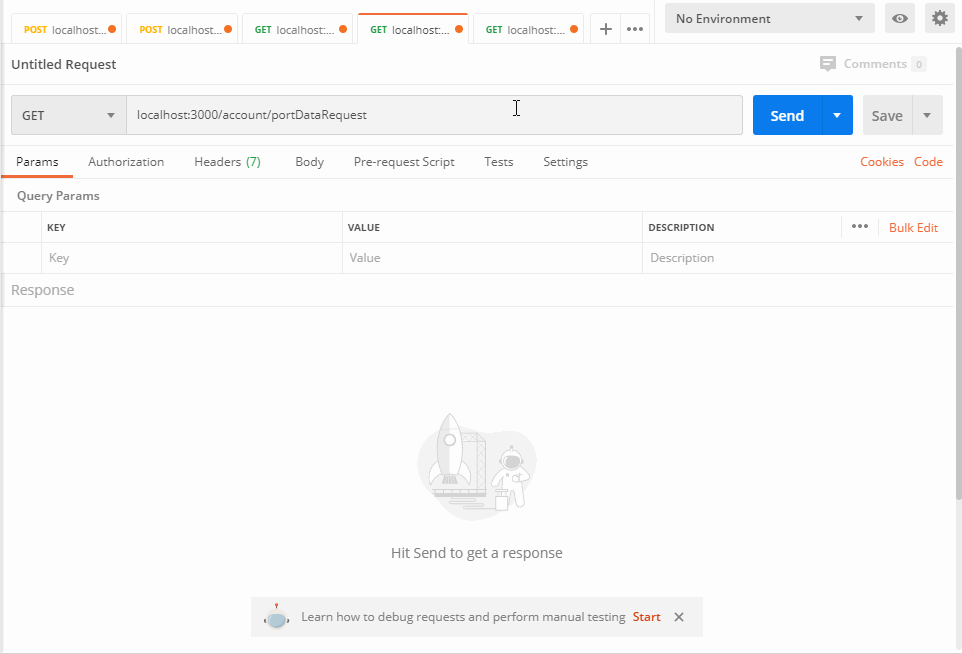 POST localhost... POST localhost... GET localhost:... GET localhost:... GET localhost:... No Environment
Untitled Request Comments 0
GET localhost:3000/account/portDataRequest Send Save
Params Authorization Headers (7) Body Pre-request Script Tests Settings Cookies Code
Query Params
KEY VALUE DESCRIPTION Bulk Edit
Key Value Description
Response
Hit Send to get a response
Learn how to debug requests and perform manual testing Start